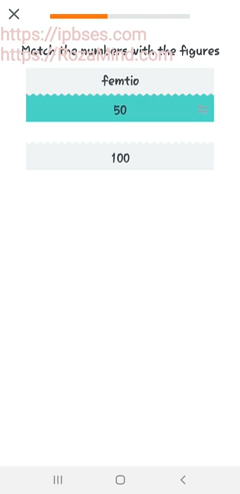 https://ipbses.com
Match the numbers with the figures
https://RozaMind.com
femtio
50
100